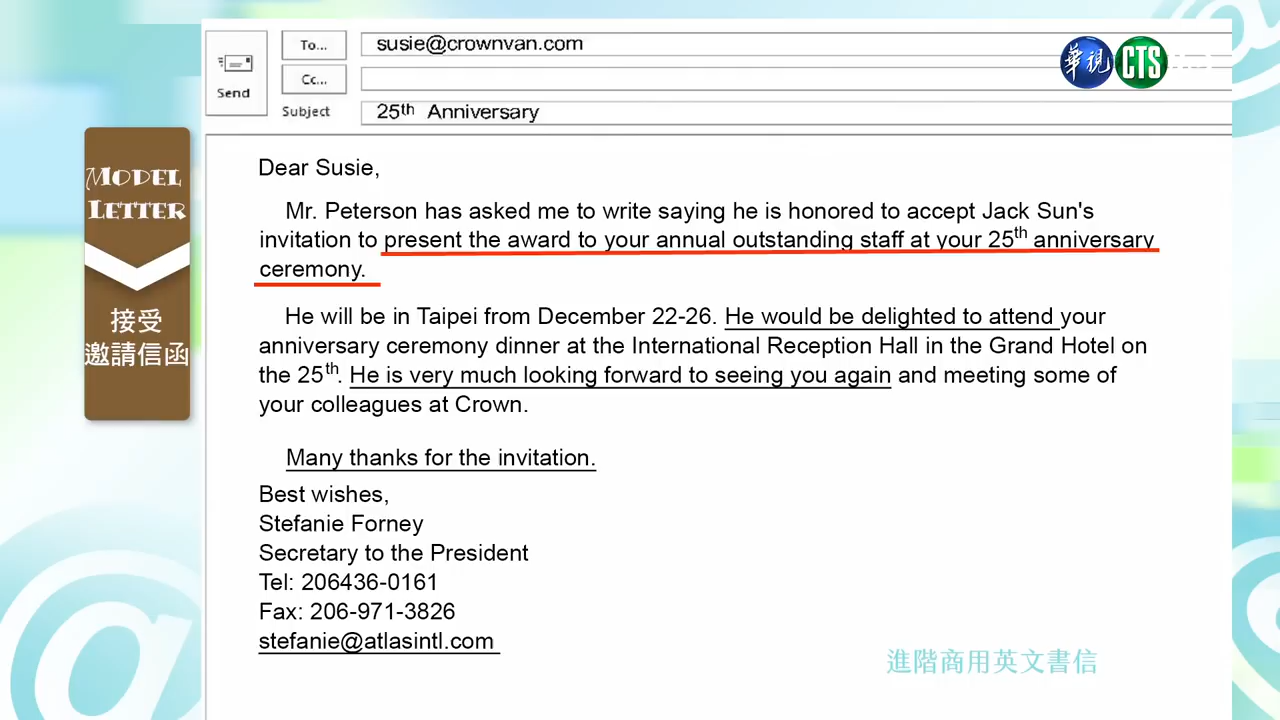 To...
susie@crownvan.com
Cc...
Send
Subject
25th Anniversary
華視 CTS
MODEL
LETTER
接受
邀請信函
Dear Susie,
Mr. Peterson has asked me to write saying he is honored to accept Jack Sun's
invitation to present the award to your annual outstanding staff at your 25th anniversary
ceremony.
He will be in Taipei from December 22-26. He would be delighted to attend your
anniversary ceremony dinner at the International Reception Hall in the Grand Hotel on
the 25th. He is very much looking forward to seeing you again and meeting some of
your colleagues at Crown.
Many thanks for the invitation.
Best wishes,
Stefanie Forney
Secretary to the President
Tel: 206436-0161
Fax: 206-971-3826
stefanie@atlasintl.com
進階商用英文書信